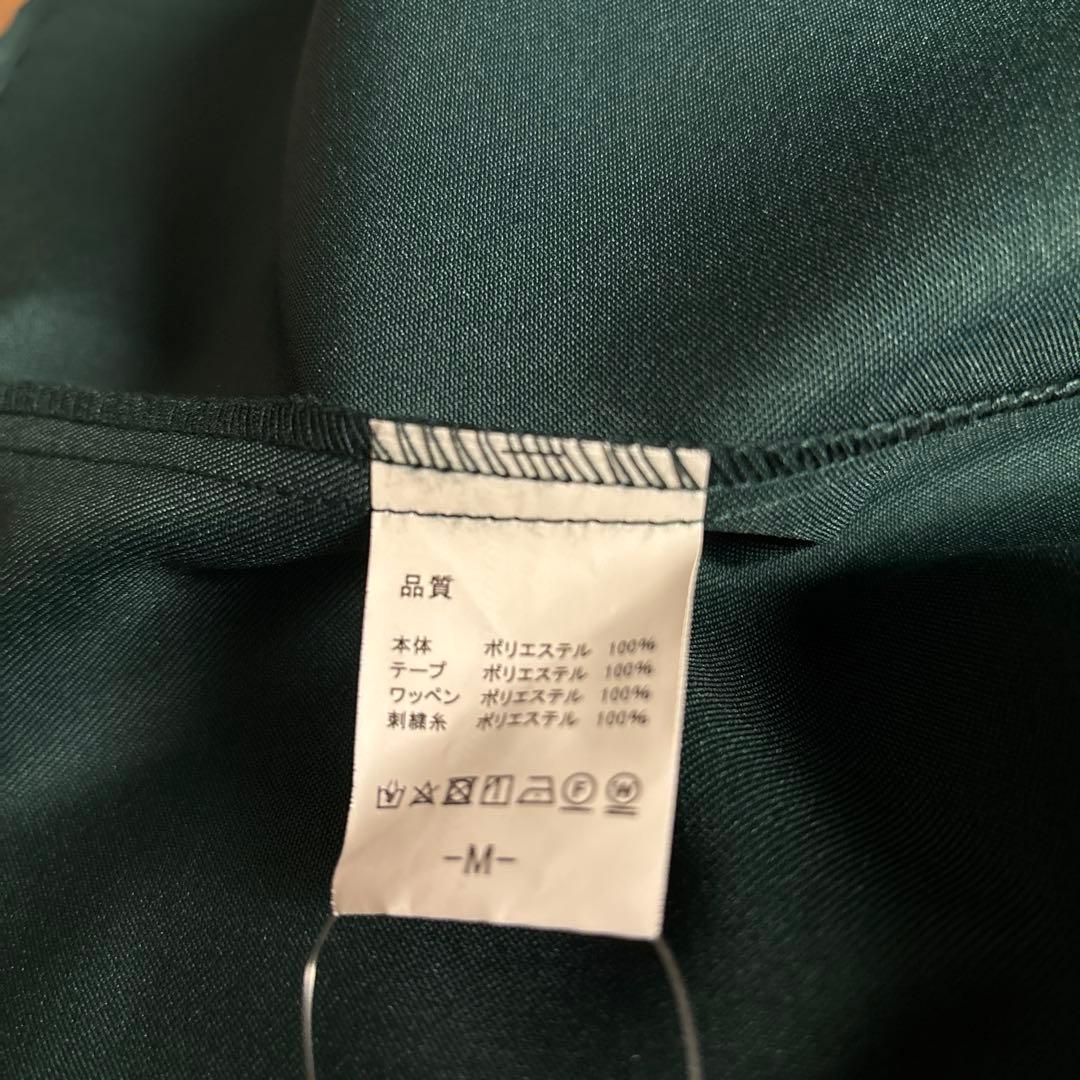 品質
本体 ポリエステル 100%
テープ ポリエステル 100%
ワッペン ポリエステル 100%
刺繍糸 ポリエステル 100%
F W
-M-